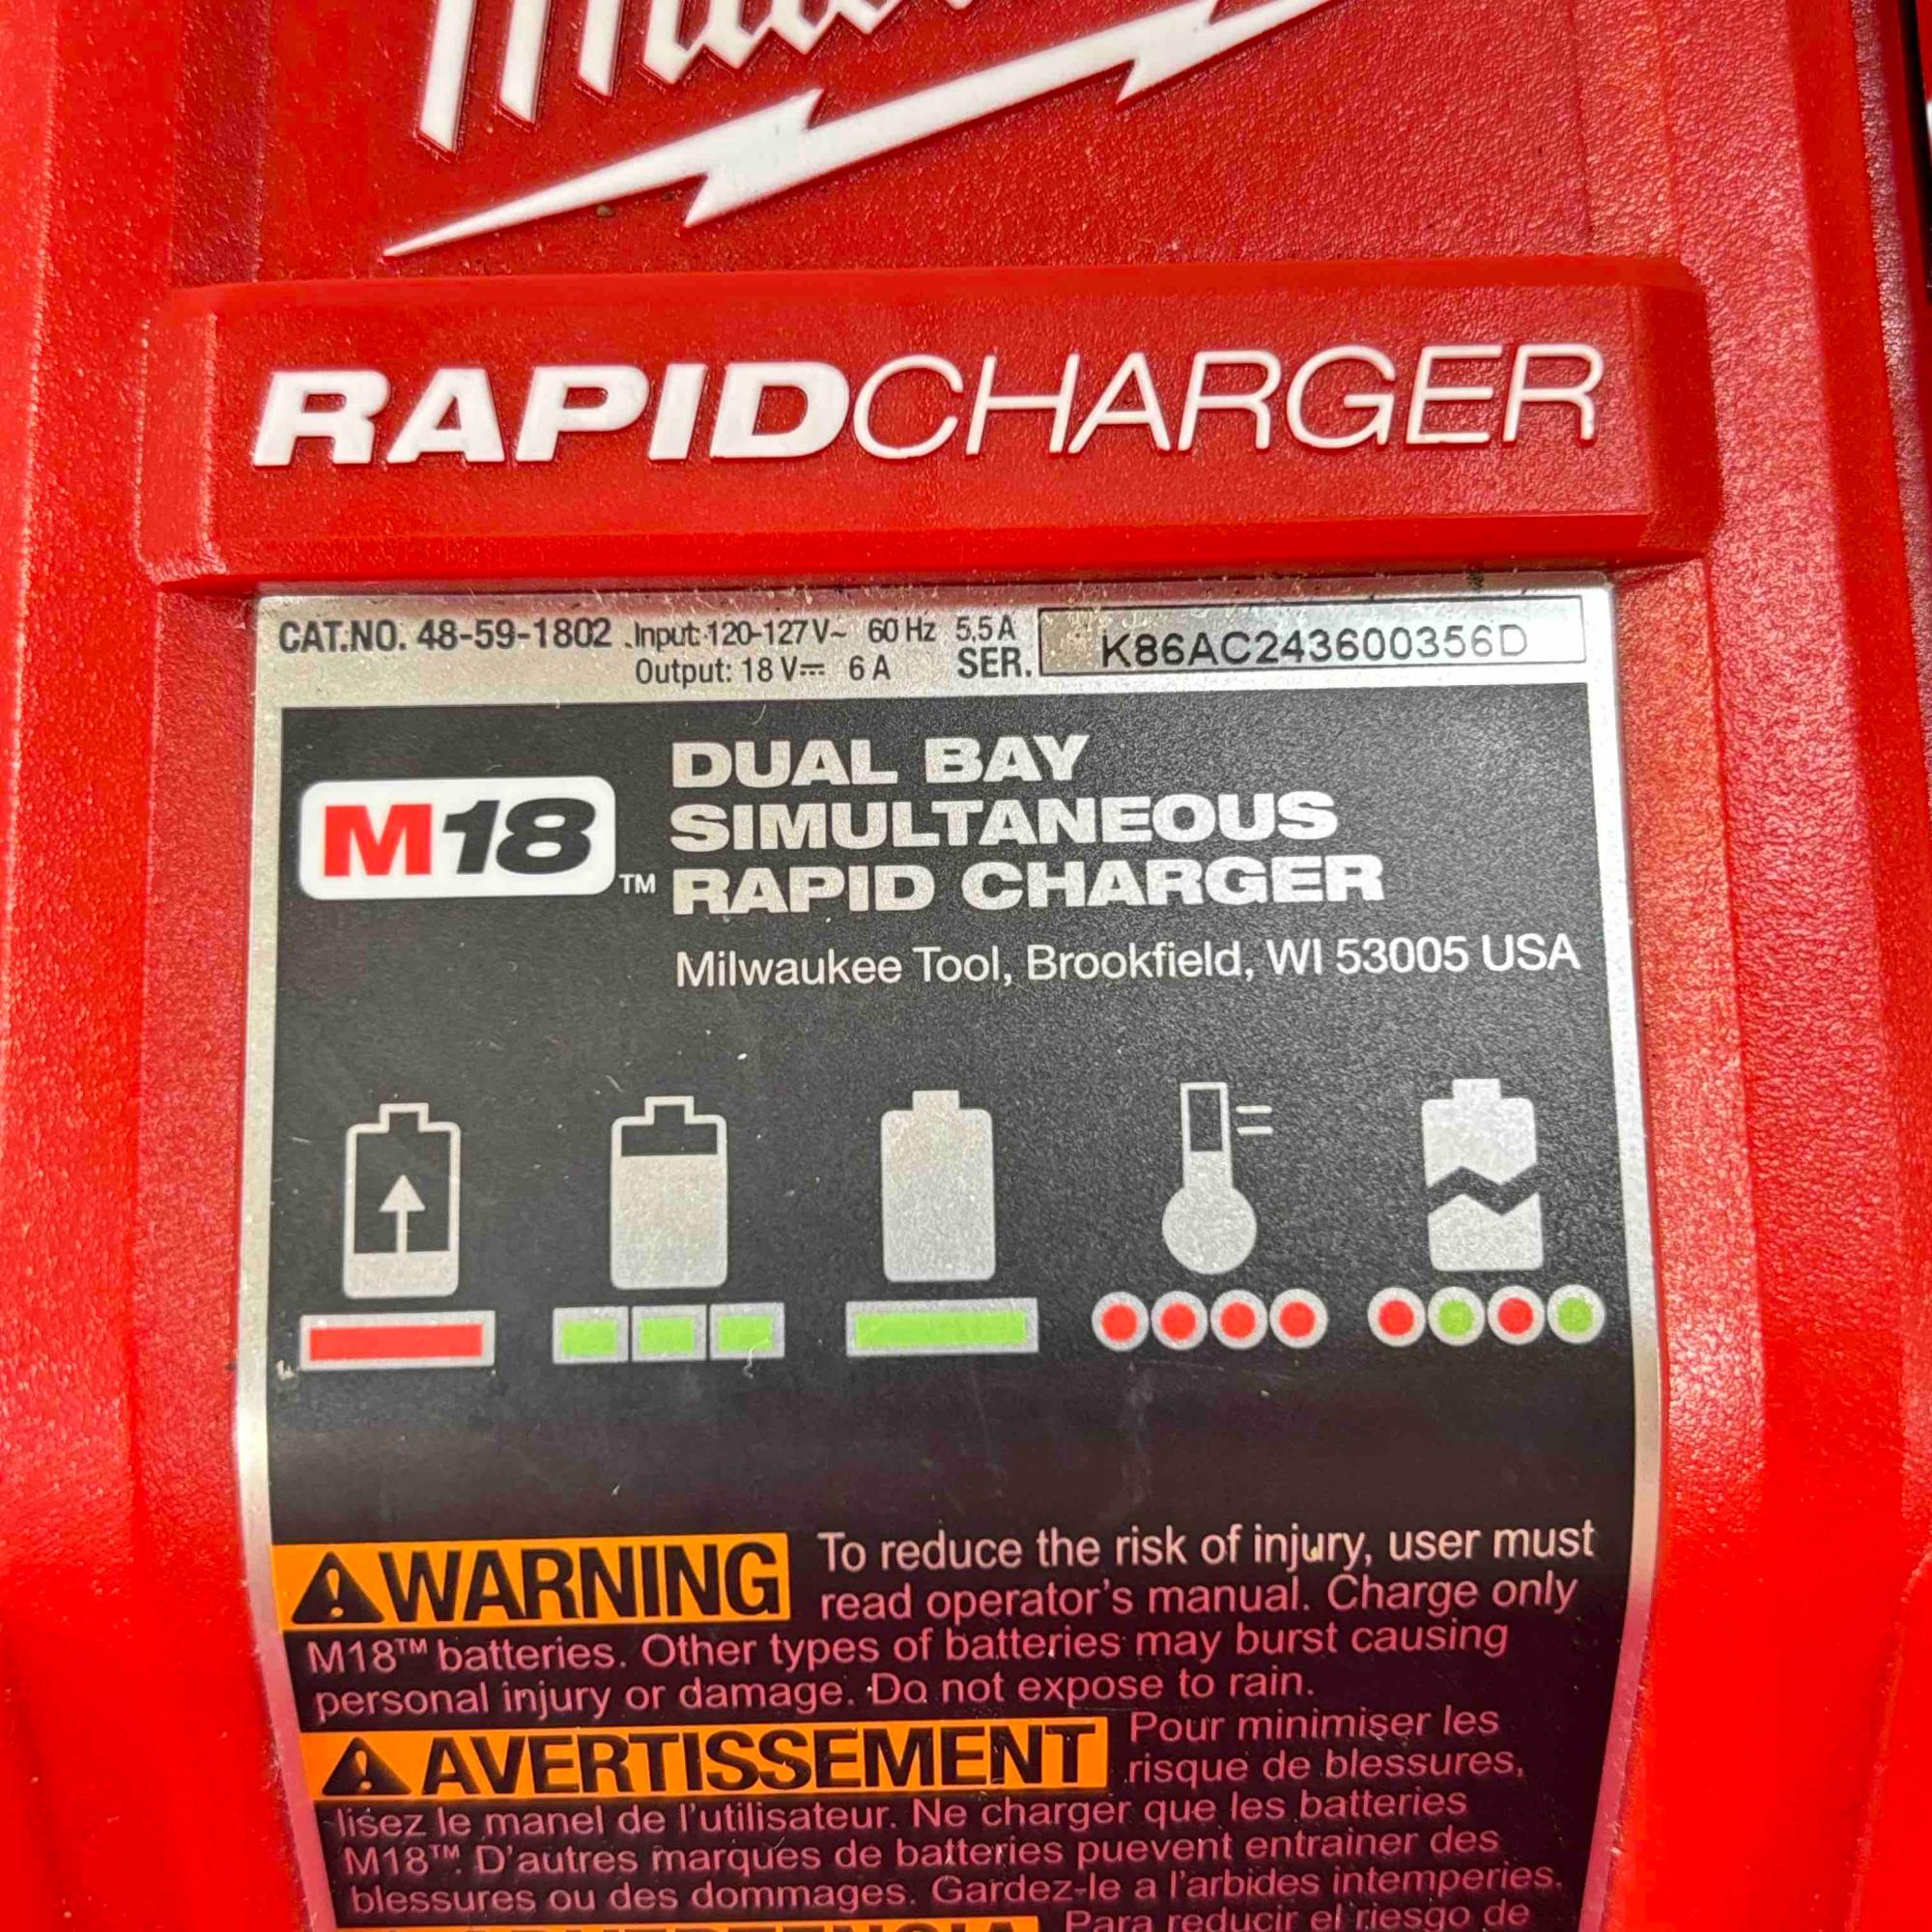 RAPIDCHARGER
CAT.NO. 48-59-1802 Input: 120-127 V~ 60 Hz 5.5 A
Output: 18 V⎓ 6 A SER. K86AC243600356D
M18™
DUAL BAY
SIMULTANEOUS
RAPID CHARGER
Milwaukee Tool, Brookfield, WI 53005 USA
WARNING To reduce the risk of injury, user must
read operator's manual. Charge only
M18™ batteries. Other types of batteries may burst causing
personal injury or damage. Do not expose to rain.
AVERTISSEMENT Pour minimiser les
risque de blessures,
lisez le manel de l'utilisateur. Ne charger que les batteries
M18™. D'autres marques de batteries puevent entrainer des
blessures ou des dommages. Gardez-le a l'arbides intemperies.
Para reducir el riesgo de